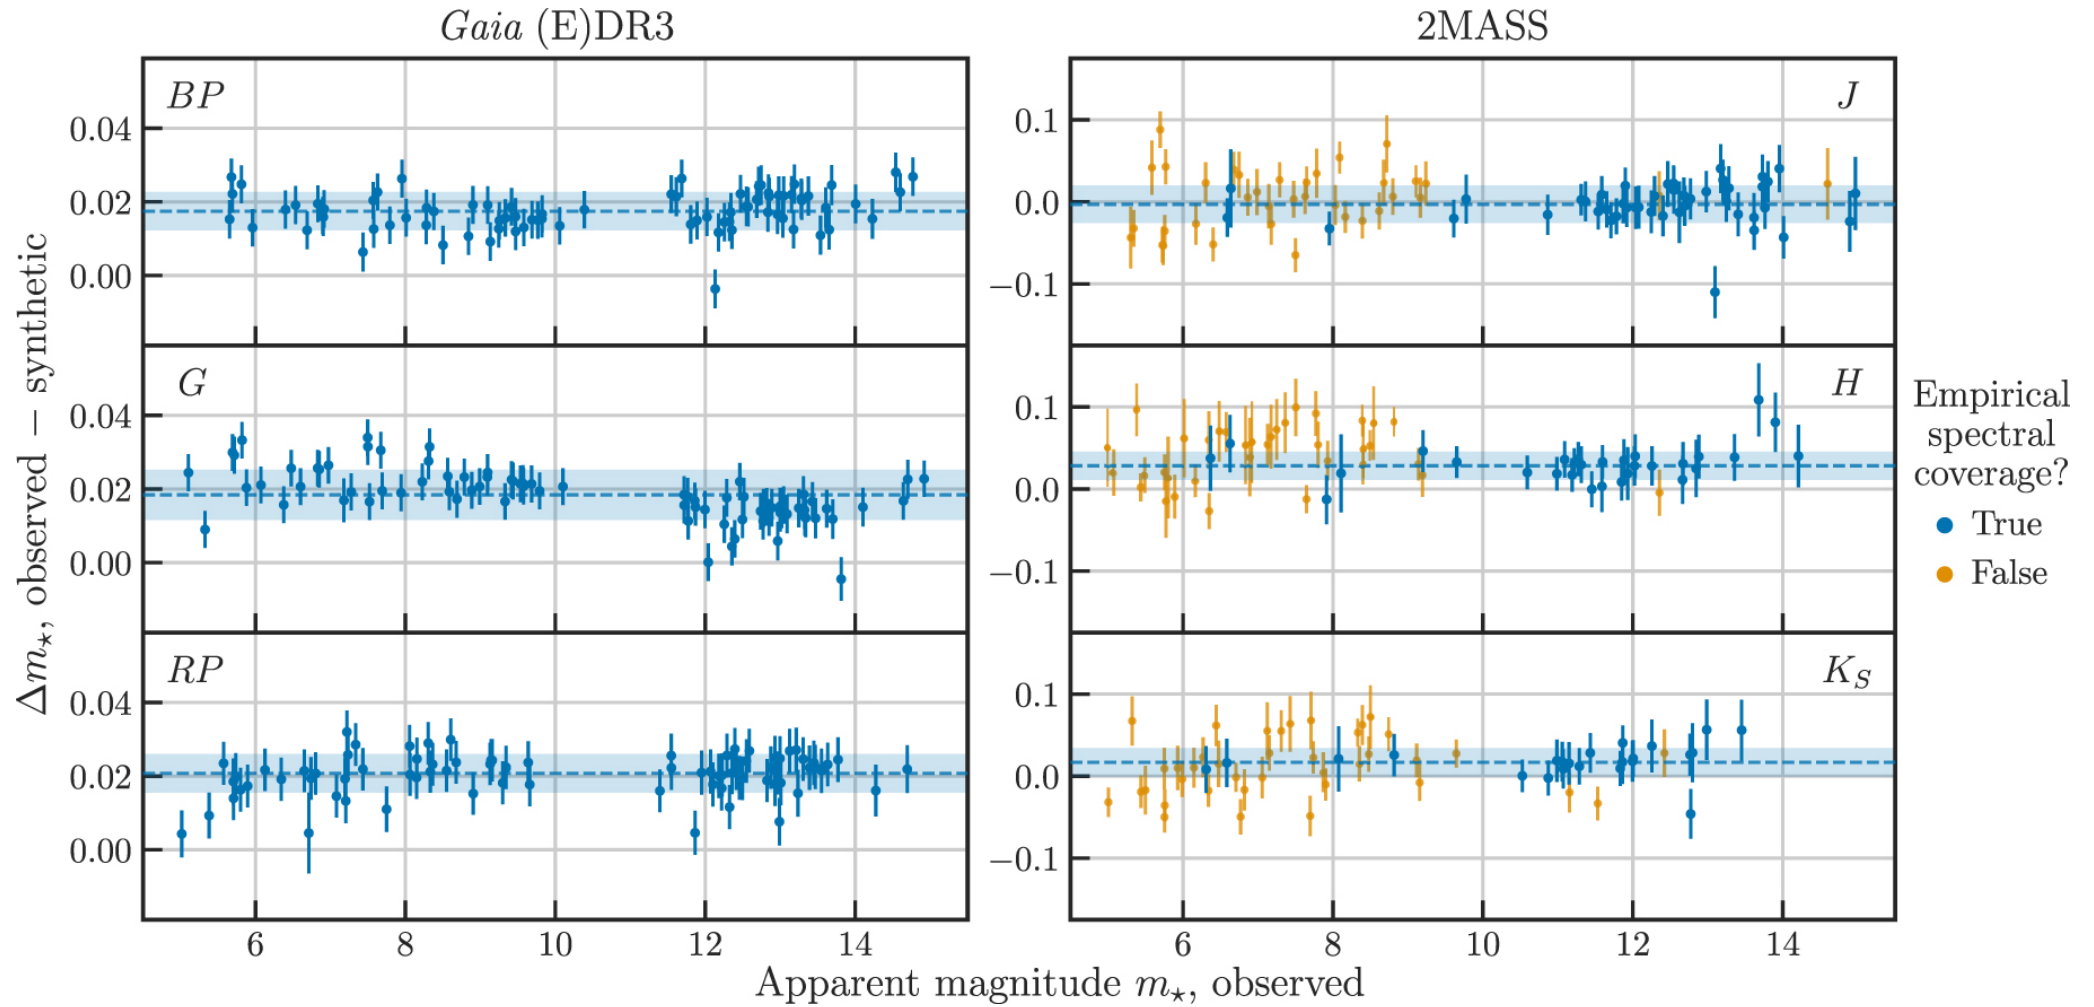 Gaia (E)DR3
2MASS
BP
0.04
0.02
0.00
G
0.04
0.02
0.00
RP
0.04
0.02
0.00
6 8 10 12 14
J
0.1
0.0
−0.1
H
0.1
0.0
−0.1
K_S
0.1
0.0
−0.1
6 8 10 12 14
Δm⋆, observed − synthetic
Apparent magnitude m⋆, observed
Empirical
spectral
coverage?
True
False